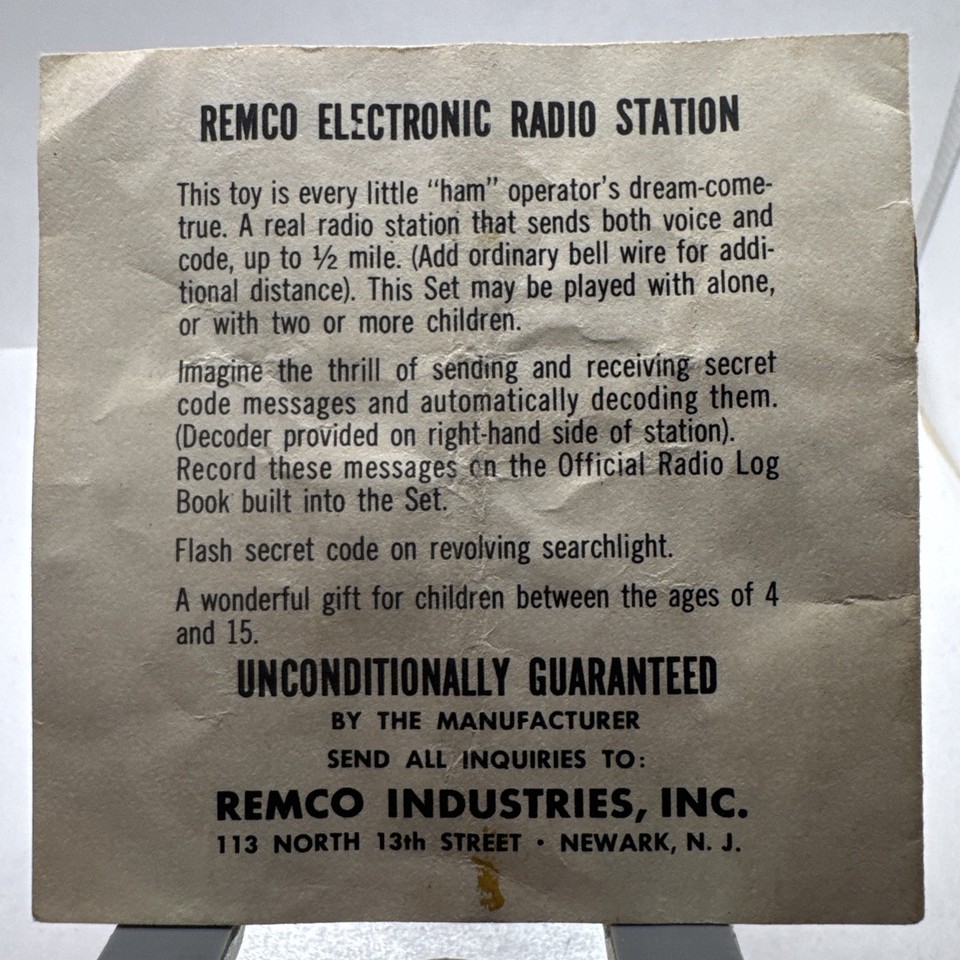 REMCO ELECTRONIC RADIO STATION
This toy is every little “ham” operator’s dream-come-
true. A real radio station that sends both voice and
code, up to ½ mile. (Add ordinary bell wire for addi-
tional distance). This Set may be played with alone,
or with two or more children.
Imagine the thrill of sending and receiving secret
code messages and automatically decoding them.
(Decoder provided on right-hand side of station).
Record these messages on the Official Radio Log
Book built into the Set.
Flash secret code on revolving searchlight.
A wonderful gift for children between the ages of 4
and 15.
UNCONDITIONALLY GUARANTEED
BY THE MANUFACTURER
SEND ALL INQUIRIES TO:
REMCO INDUSTRIES, INC.
113 NORTH 13th STREET · NEWARK, N. J.